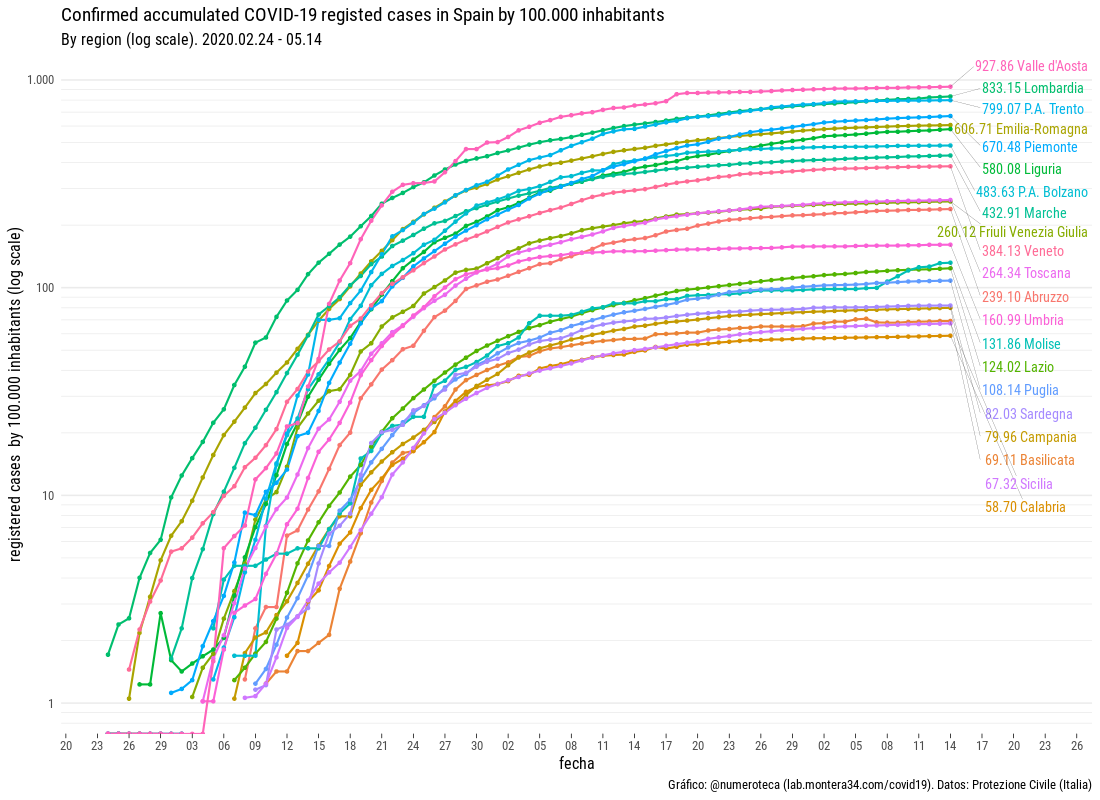 Confirmed accumulated COVID-19 registed cases in Spain by 100.000 inhabitants
By region (log scale). 2020.02.24 - 05.14
registered cases by 100.000 inhabitants (log scale)
1.000
100
10
1
927.86 Valle d'Aosta
833.15 Lombardia
799.07 P.A. Trento
606.71 Emilia-Romagna
670.48 Piemonte
580.08 Liguria
483.63 P.A. Bolzano
432.91 Marche
260.12 Friuli Venezia Giulia
384.13 Veneto
264.34 Toscana
239.10 Abruzzo
160.99 Umbria
131.86 Molise
124.02 Lazio
108.14 Puglia
82.03 Sardegna
79.96 Campania
69.11 Basilicata
67.32 Sicilia
58.70 Calabria
20 23 26 29 03 06 09 12 15 18 21 24 27 30 02 05 08 11 14 17 20 23 26 29 02 05 08 11 14 17 20 23 26
fecha
Gráfico: @numeroteca (lab.montera34.com/covid19). Datos: Protezione Civile (Italia)